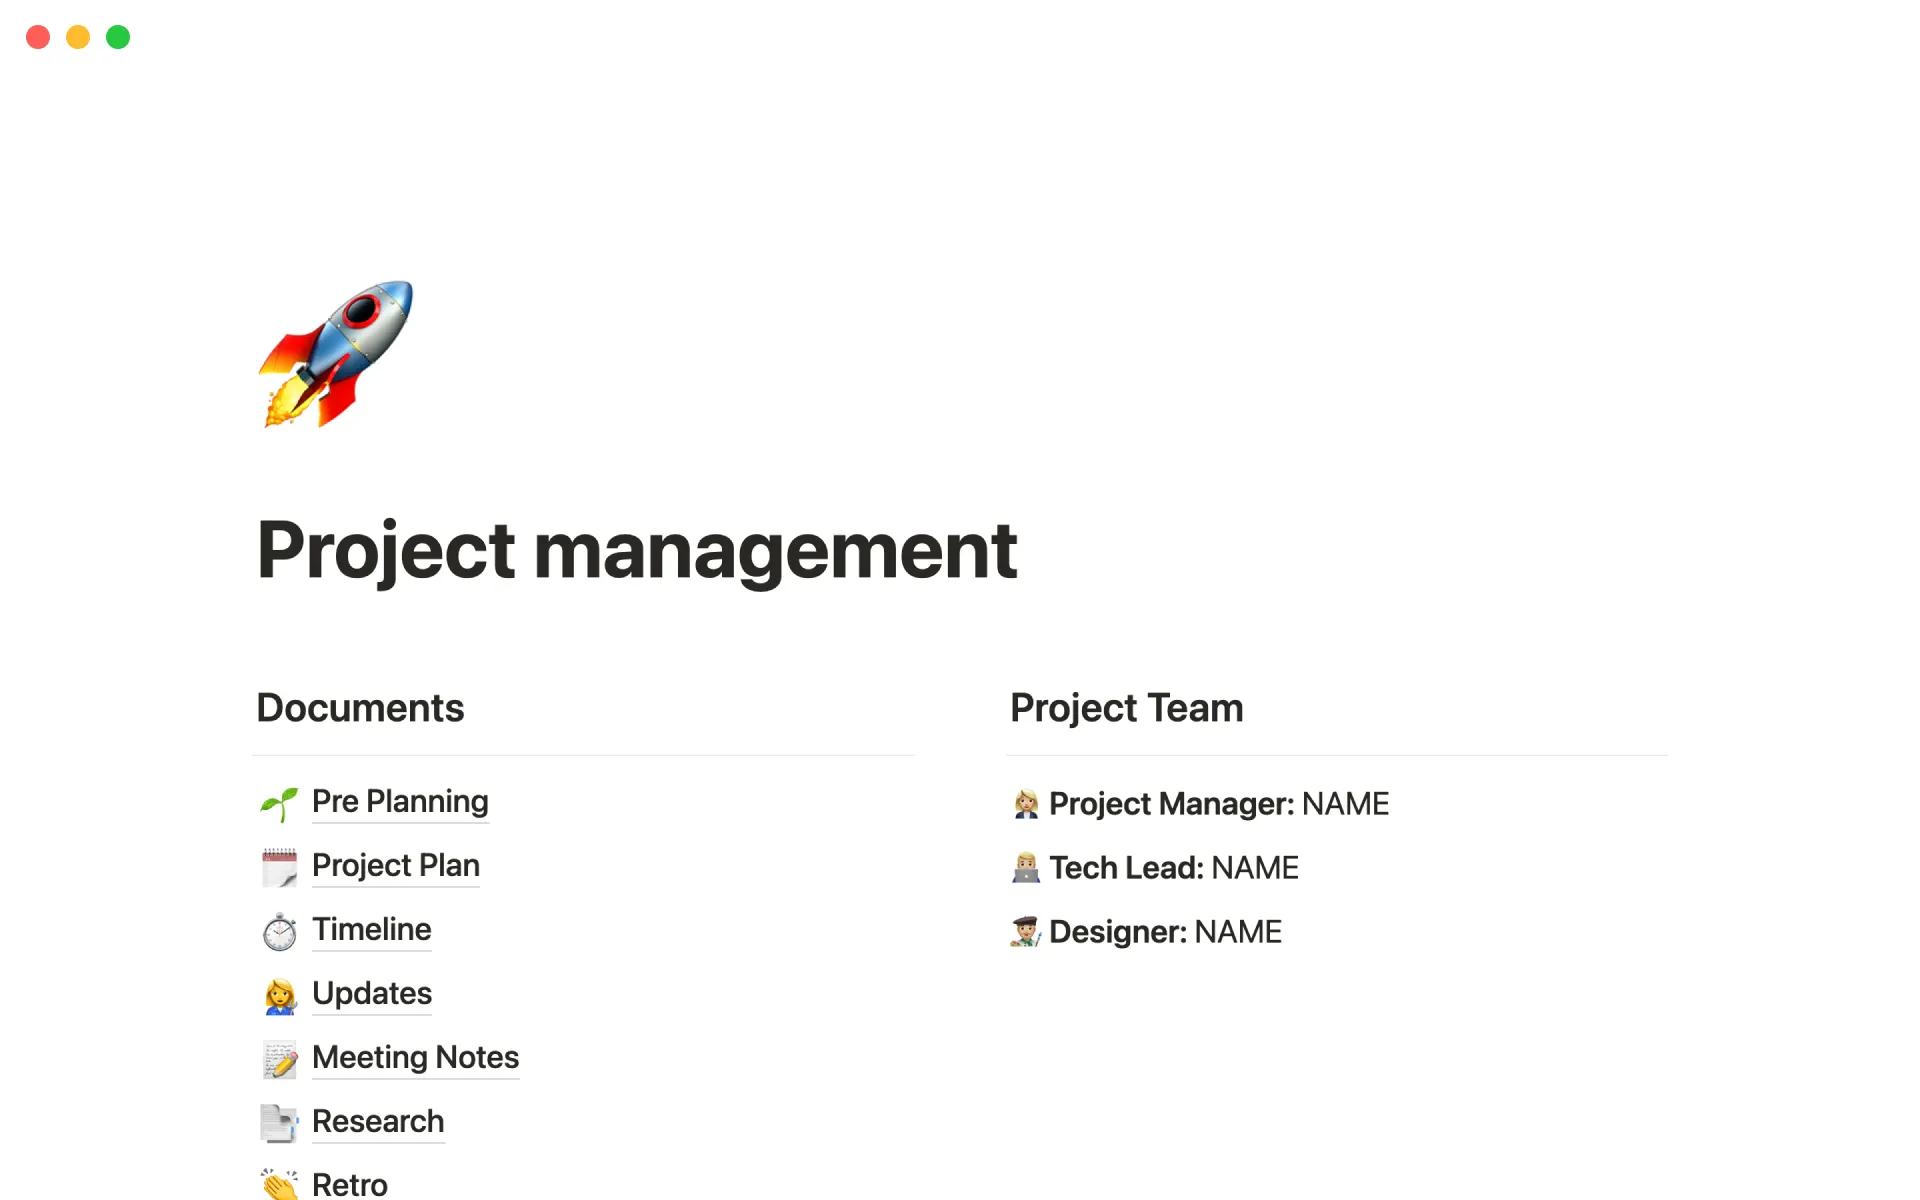 Project management
Documents
Pre Planning
Project Plan
Timeline
Updates
Meeting Notes
Research
Retro
Project Team
Project Manager: NAME
Tech Lead: NAME
Designer: NAME